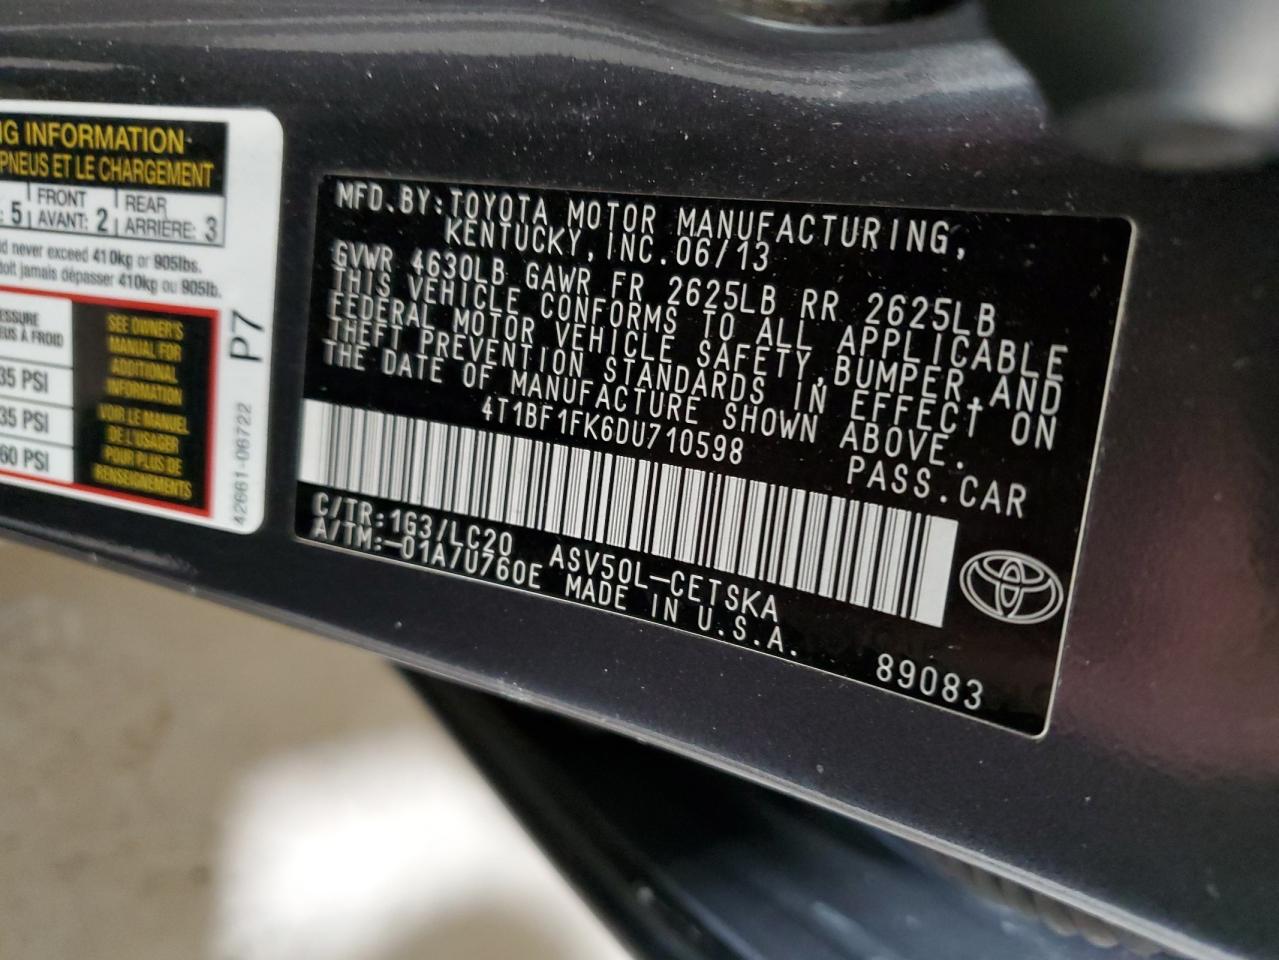 NG INFORMATION
PNEUS ET LE CHARGEMENT
: 5 | FRONT AVANT: 2 | REAR ARRIÈRE: 3
never exceed 410kg or 905lbs.
doit jamais dépasser 410kg ou 905lb.
À FROID
35 PSI
35 PSI
60 PSI
SEE OWNER'S
MANUAL FOR
ADDITIONAL
INFORMATION
VOIR LE MANUEL
DE L'USAGER
POUR PLUS DE
RENSEIGNEMENTS
P7
42661-06722
MFD.BY:TOYOTA MOTOR MANUFACTURING,
KENTUCKY,INC.06/13
GVWR 4630LB GAWR FR 2625LB RR 2625LB
THIS VEHICLE CONFORMS TO ALL APPLICABLE
FEDERAL MOTOR VEHICLE SAFETY,BUMPER,AND
THEFT PREVENTION STANDARDS IN EFFECT ON
THE DATE OF MANUFACTURE SHOWN ABOVE.
4T1BF1FK6DU710598 PASS.CAR
C/TR:1G3/LC20 ASV50L-CETSKA
A/TM:-01A/U760E MADE IN U.S.A.
89083